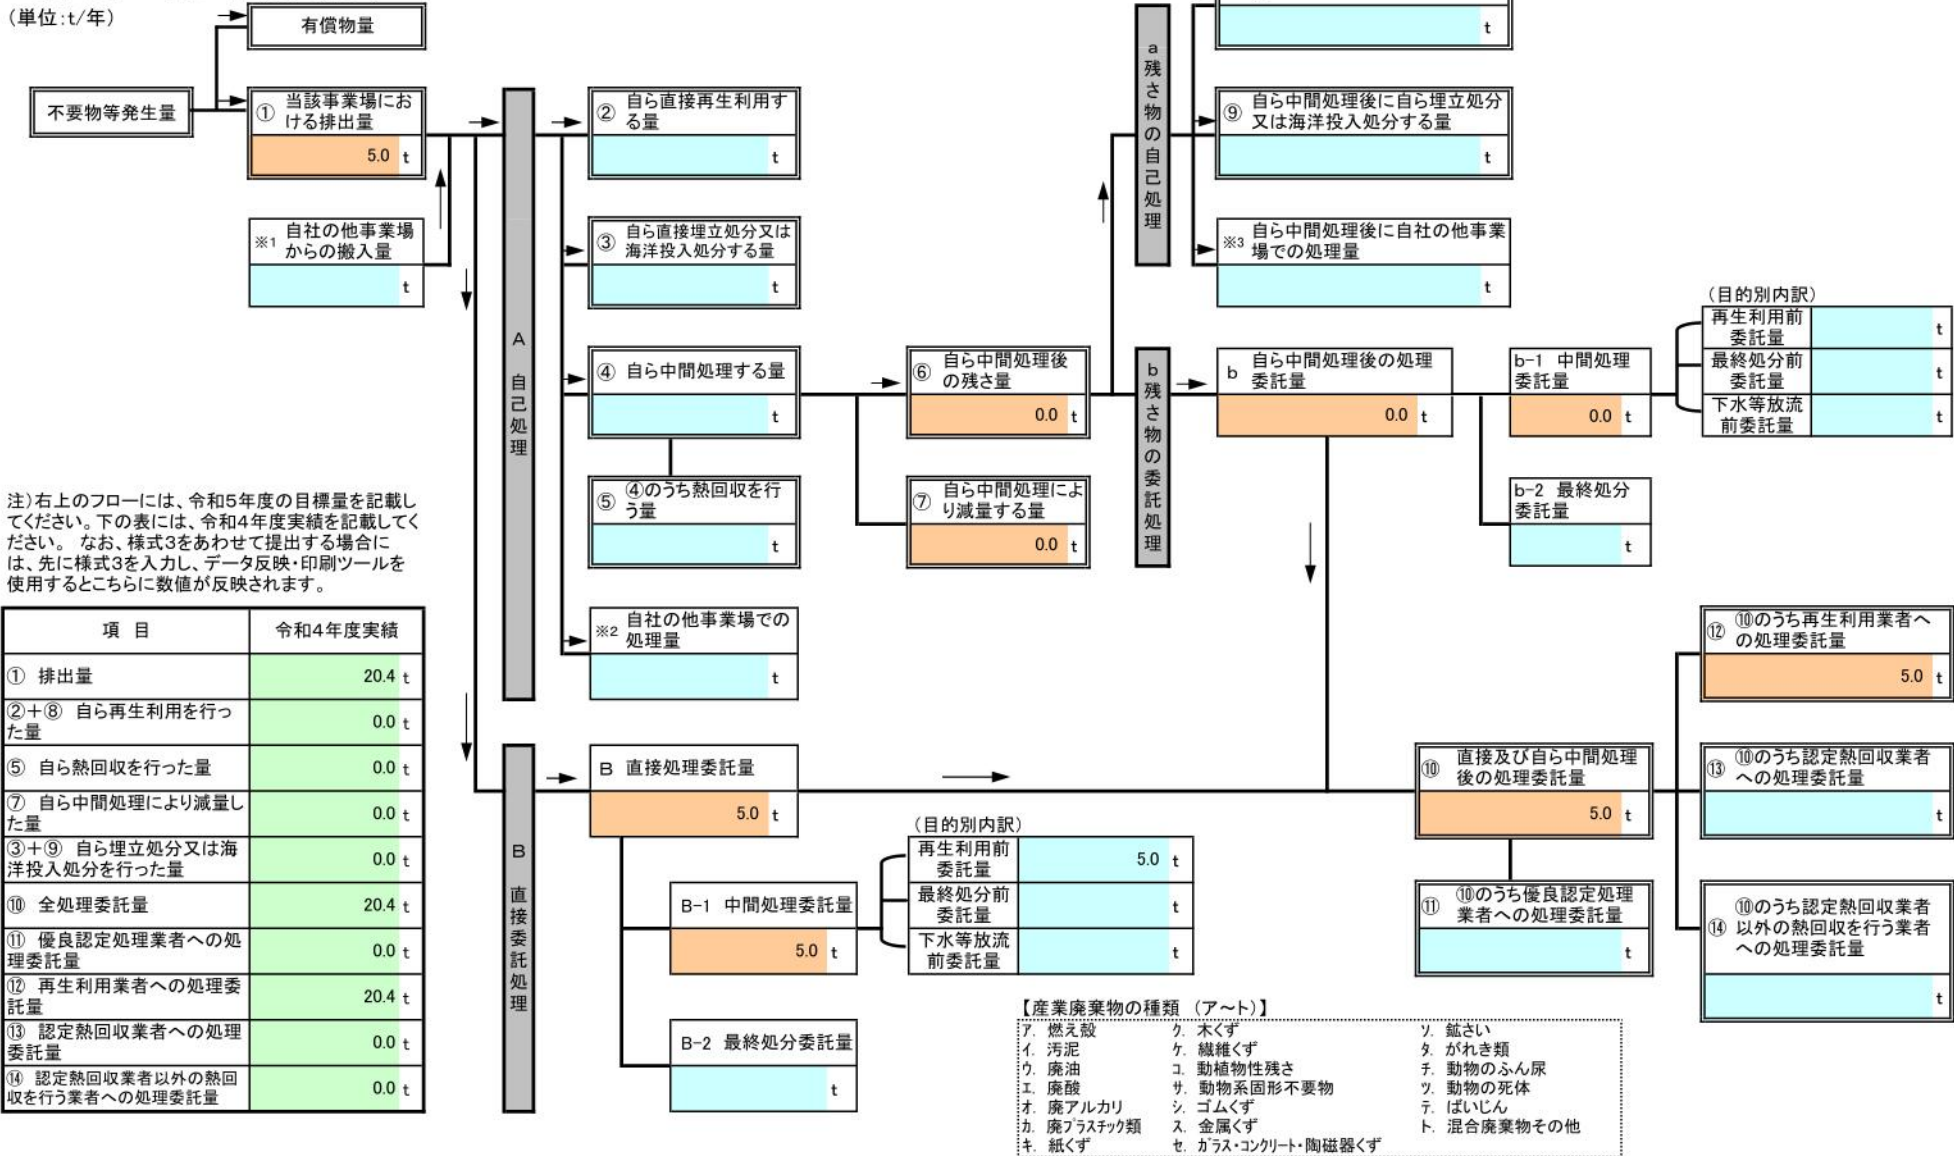 (単位:t/年)
有償物量
t
不要物等発生量
① 当該事業場にお
ける排出量
5.0 t
※1 自社の他事業場
からの搬入量
t
A 自己処理
② 自ら直接再生利用す
る量
t
③ 自ら直接埋立処分又は
海洋投入処分する量
t
④ 自ら中間処理する量
t
⑤ ④のうち熱回収を行
う量
t
※2 自社の他事業場での
処理量
t
⑥ 自ら中間処理後
の残さ量
0.0 t
⑦ 自ら中間処理によ
り減量する量
0.0 t
a 残さ物の自己処理
⑨ 自ら中間処理後に自ら埋立処分
又は海洋投入処分する量
t
※3 自ら中間処理後に自社の他事業
場での処理量
t
b 残さ物の委託処理
b 自ら中間処理後の処理
委託量
0.0 t
b-1 中間処理
委託量
0.0 t
(目的別内訳)
再生利用前
委託量
t
最終処分前
委託量
t
下水等放流
前委託量
t
b-2 最終処分
委託量
t
注)右上のフローには、令和5年度の目標量を記載し
てください。下の表には、令和4年度実績を記載してく
ださい。 なお、様式3をあわせて提出する場合に
は、先に様式3を入力し、データ反映・印刷ツールを
使用するとこちらに数値が反映されます。
項 目 令和4年度実績
① 排出量 20.4 t
②+⑧ 自ら再生利用を行っ
た量 0.0 t
⑤ 自ら熱回収を行った量 0.0 t
⑦ 自ら中間処理により減量し
た量 0.0 t
③+⑨ 自ら埋立処分又は海
洋投入処分を行った量 0.0 t
⑩ 全処理委託量 20.4 t
⑪ 優良認定処理業者への処
理委託量 0.0 t
⑫ 再生利用業者への処理委
託量 20.4 t
⑬ 認定熱回収業者への処理
委託量 0.0 t
⑭ 認定熱回収業者以外の熱回
収を行う業者への処理委託量 0.0 t
B 直接委託処理
B 直接処理委託量
5.0 t
B-1 中間処理委託量
5.0 t
(目的別内訳)
再生利用前
委託量
5.0 t
最終処分前
委託量
t
下水等放流
前委託量
t
B-2 最終処分委託量
t
⑩ 直接及び自ら中間処理
後の処理委託量
5.0 t
⑪ ⑩のうち優良認定処理
業者への処理委託量
t
⑫ ⑩のうち再生利用業者へ
の処理委託量
5.0 t
⑬ ⑩のうち認定熱回収業者
への処理委託量
t
⑭ ⑩のうち認定熱回収業者
以外の熱回収を行う業者
への処理委託量
t
【産業廃棄物の種類 (ア~ト)】
ア. 燃え殻 ク. 木くず ソ. 鉱さい
イ. 汚泥 ケ. 繊維くず タ. がれき類
ウ. 廃油 コ. 動植物性残さ チ. 動物のふん尿
エ. 廃酸 サ. 動物系固形不要物 ツ. 動物の死体
オ. 廃アルカリ シ. ゴムくず テ. ばいじん
カ. 廃プラスチック類 ス. 金属くず ト. 混合廃棄物その他
キ. 紙くず セ. ガラス・コンクリート・陶磁器くず